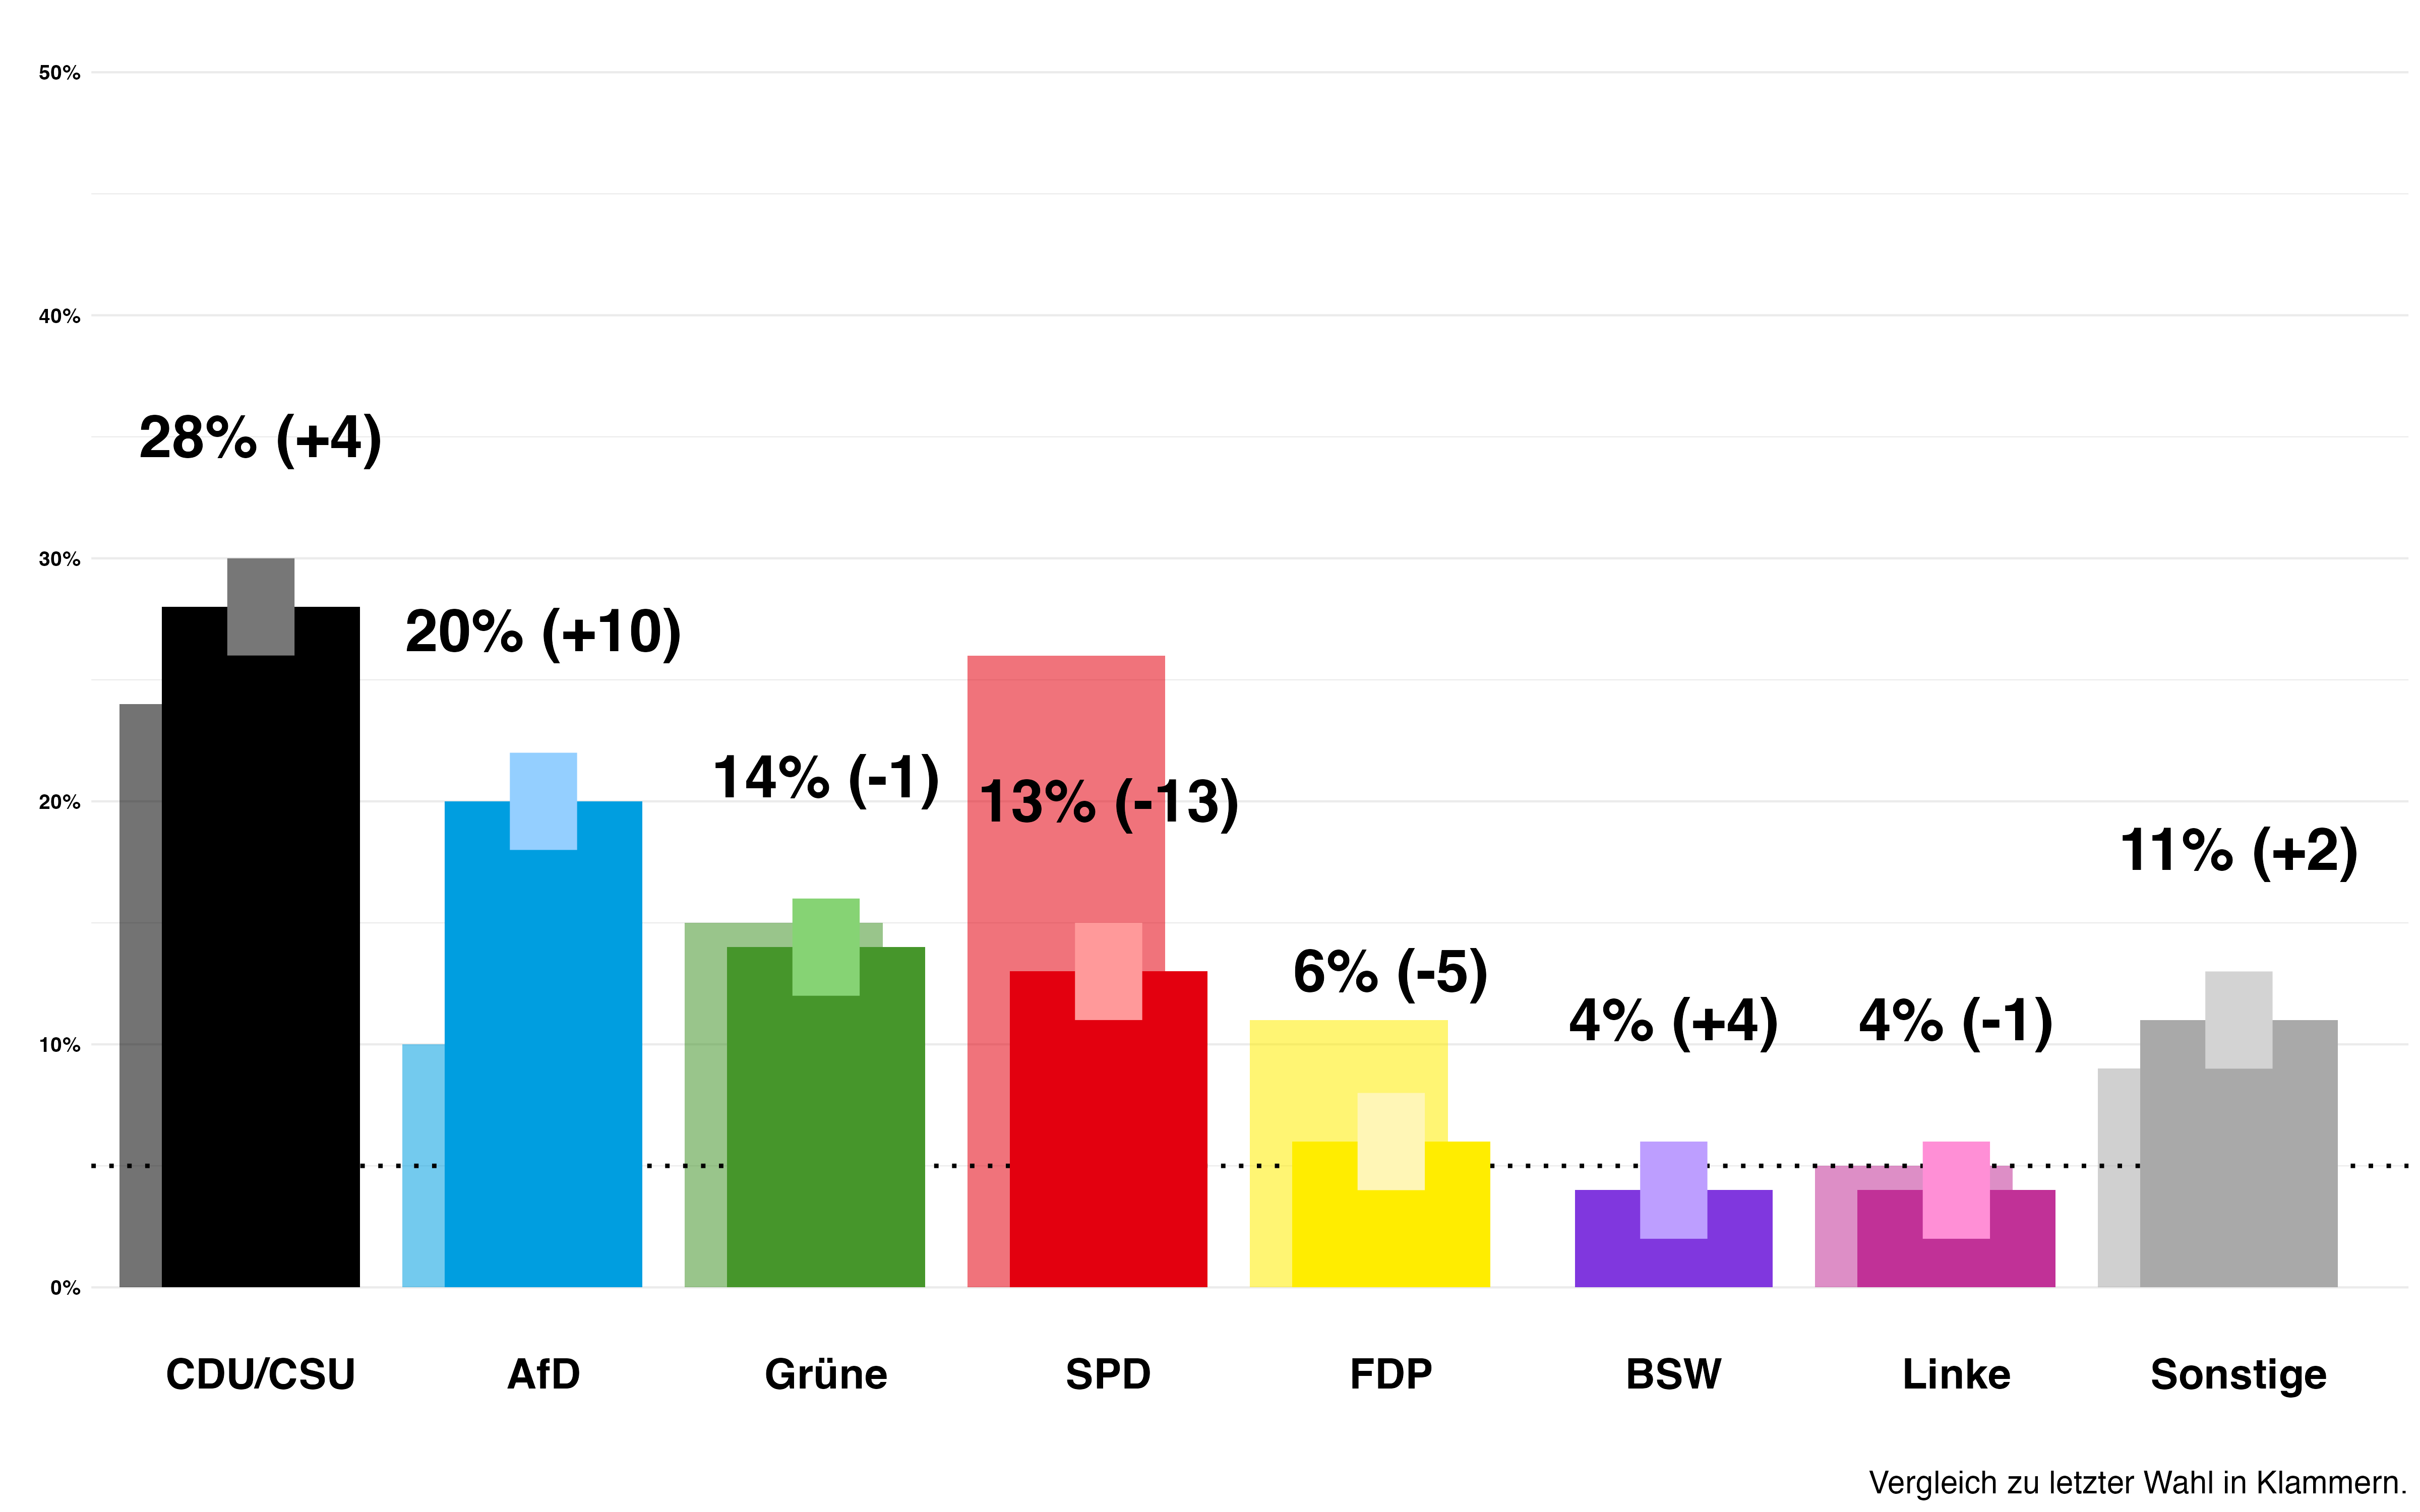 50%
40%
30%
20%
10%
0%
28% (+4)
20% (+10)
14% (-1)
13% (-13)
6% (-5)
4% (+4)
4% (-1)
11% (+2)
CDU/CSU
AfD
Grüne
SPD
FDP
BSW
Linke
Sonstige
Vergleich zu letzter Wahl in Klammern.